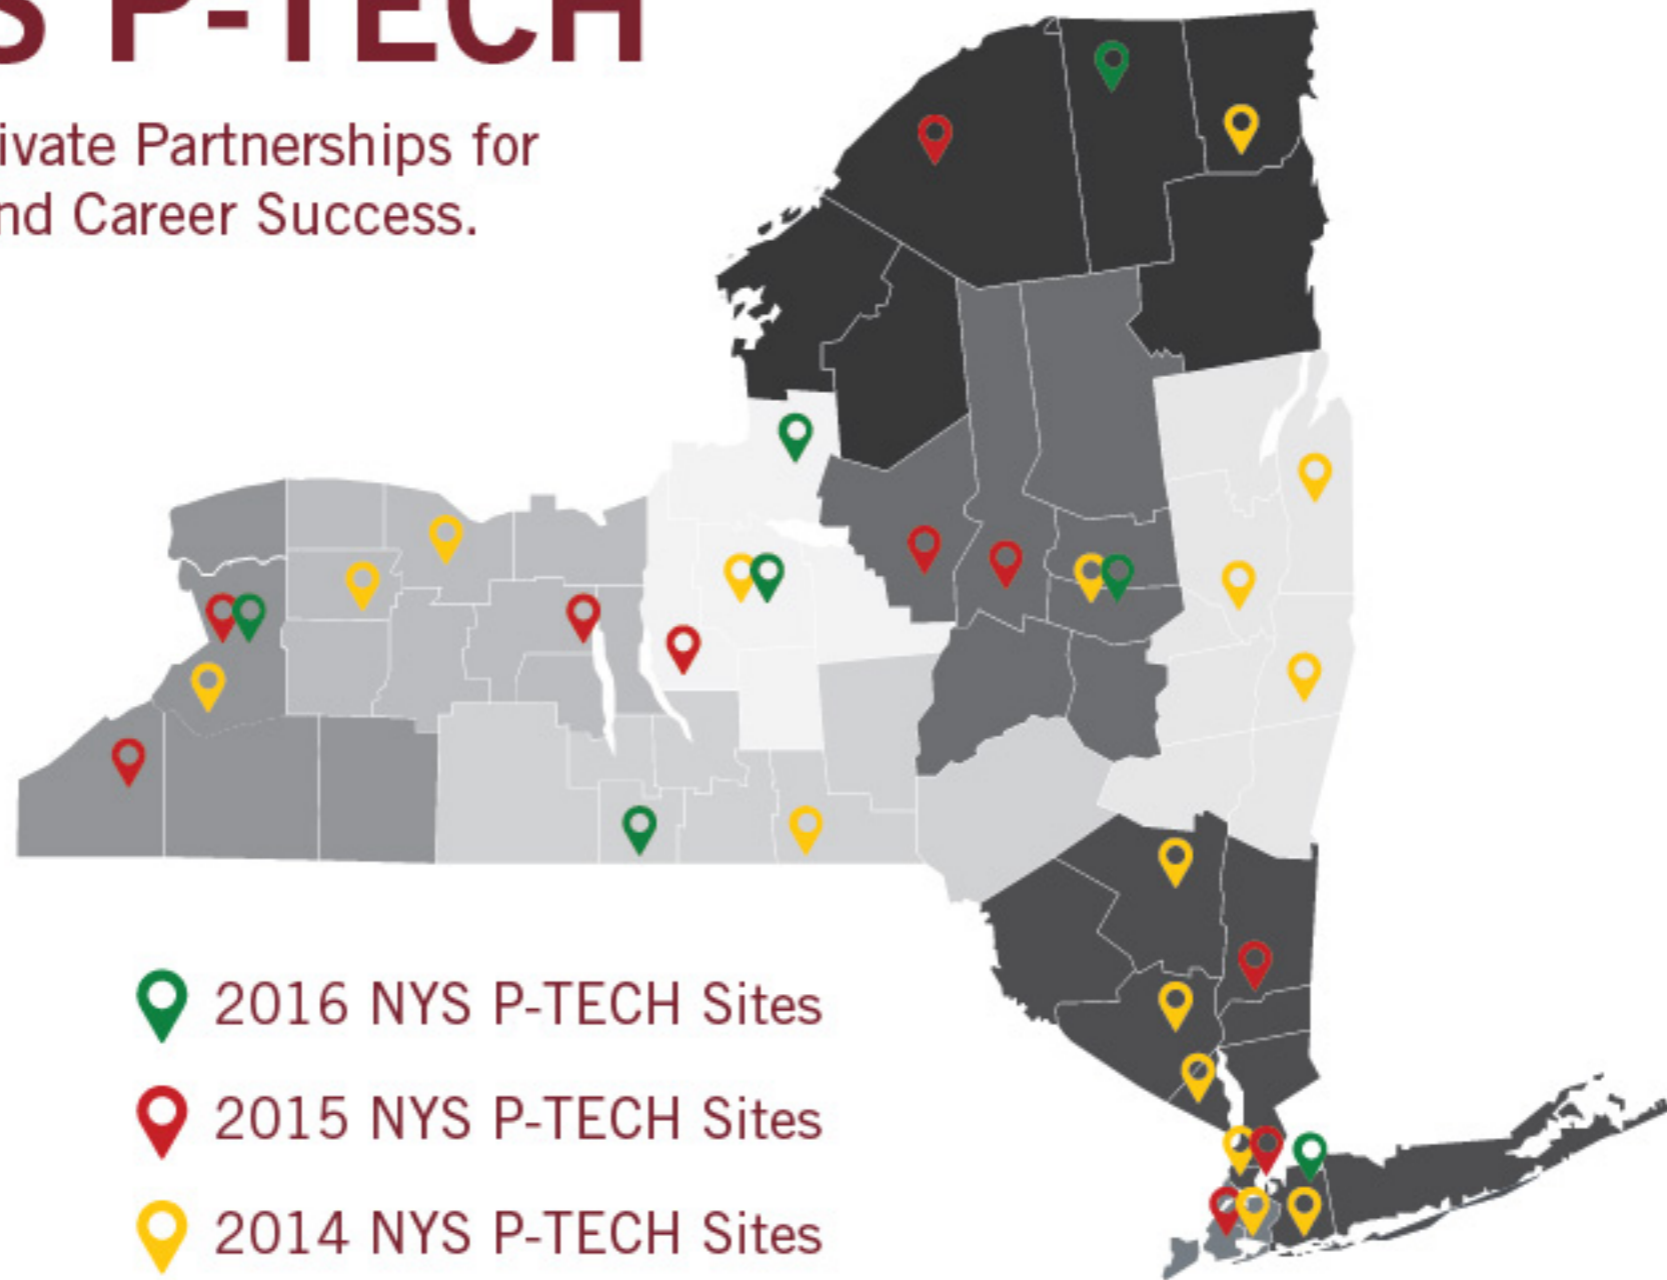 S P-TECH
ivate Partnerships for
nd Career Success.
2016 NYS P-TECH Sites
2015 NYS P-TECH Sites
2014 NYS P-TECH Sites